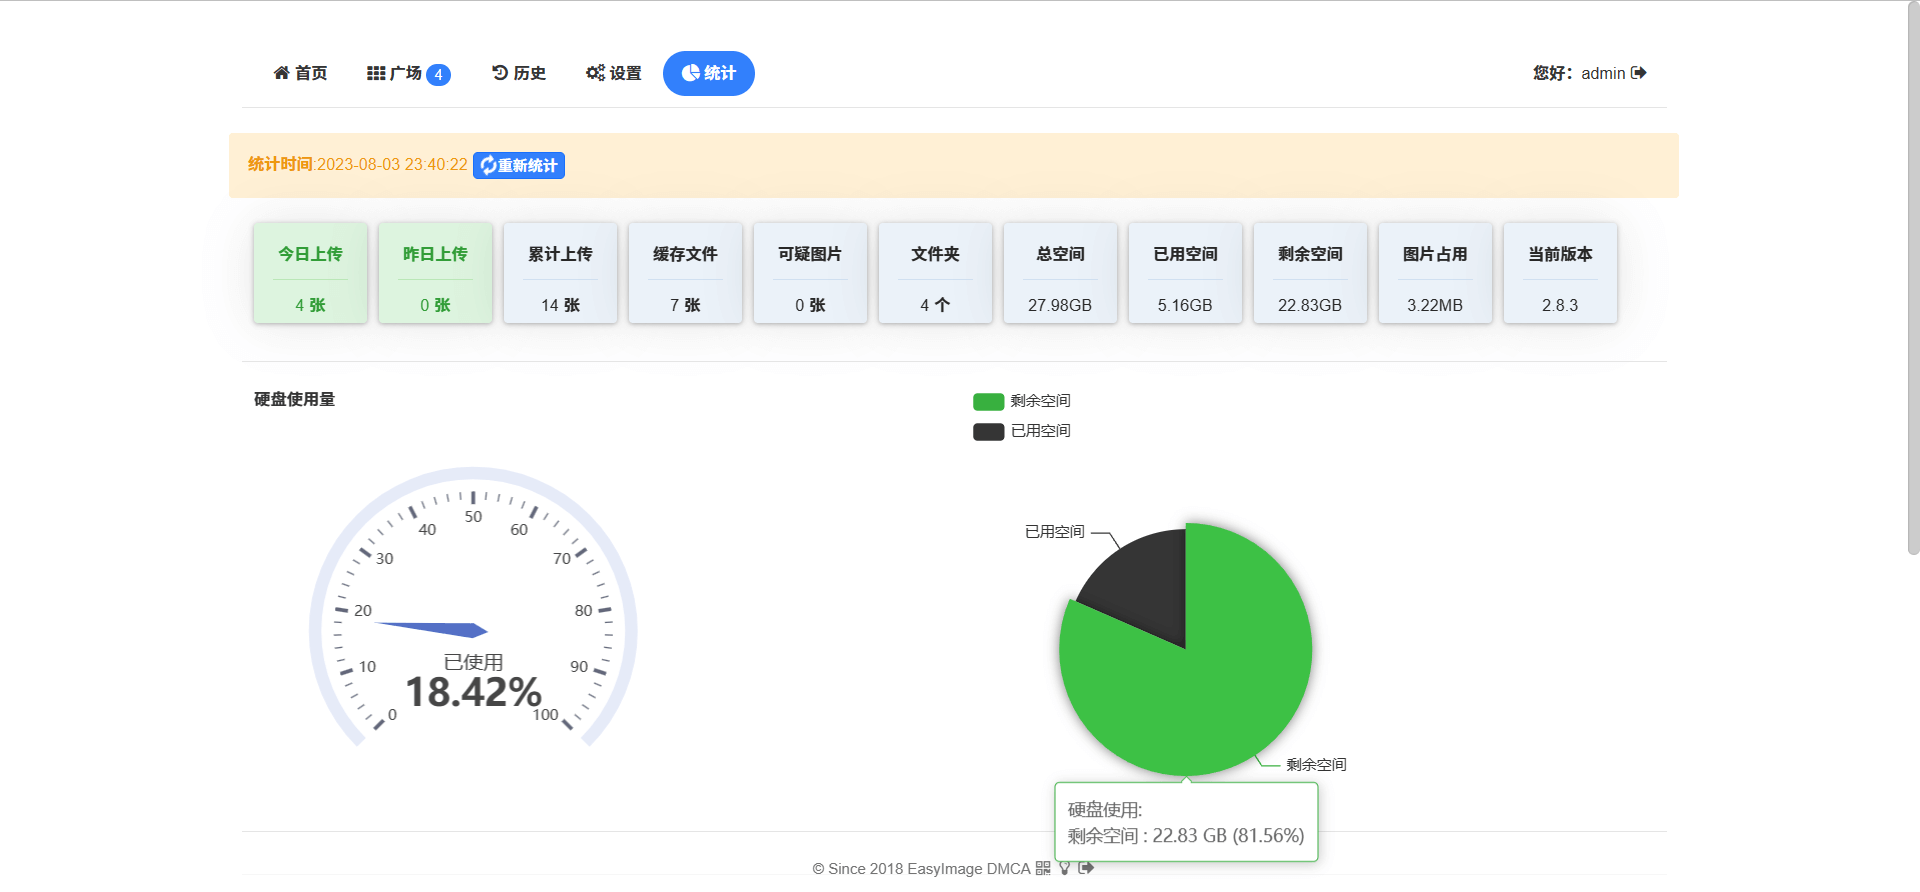 首页 广场 4 历史 设置 统计 您好：admin
统计时间:2023-08-03 23:40:22 重新统计
今日上传 昨日上传 累计上传 缓存文件 可疑图片 文件夹 总空间 已用空间 剩余空间 图片占用 当前版本
4 张 0 张 14 张 7 张 0 张 4 个 27.98GB 5.16GB 22.83GB 3.22MB 2.8.3
硬盘使用量
剩余空间
已用空间
0 10 20 30 40 50 60 70 80 90 100
已使用
18.42%
已用空间
剩余空间
硬盘使用:
剩余空间 : 22.83 GB (81.56%)
© Since 2018 EasyImage DMCA